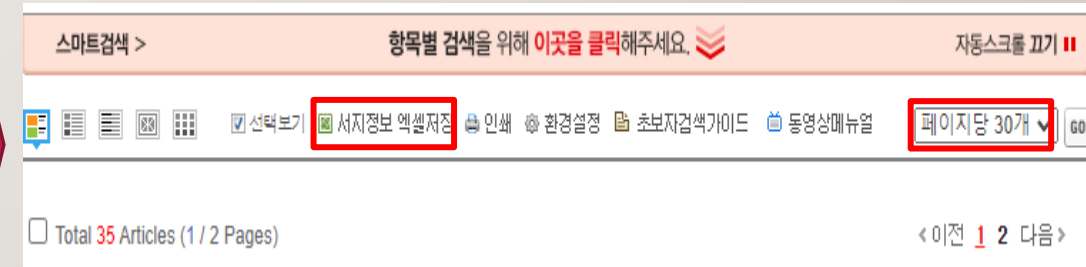 스마트검색 > 항목별 검색을 위해 이곳을 클릭해주세요. 자동스크롤 끄기
선택보기 서지정보 엑셀저장 인쇄 환경설정 초보자검색가이드 동영상메뉴얼 페이지당 30개 GO
Total 35 Articles (1 / 2 Pages) <이전 1 2 다음>